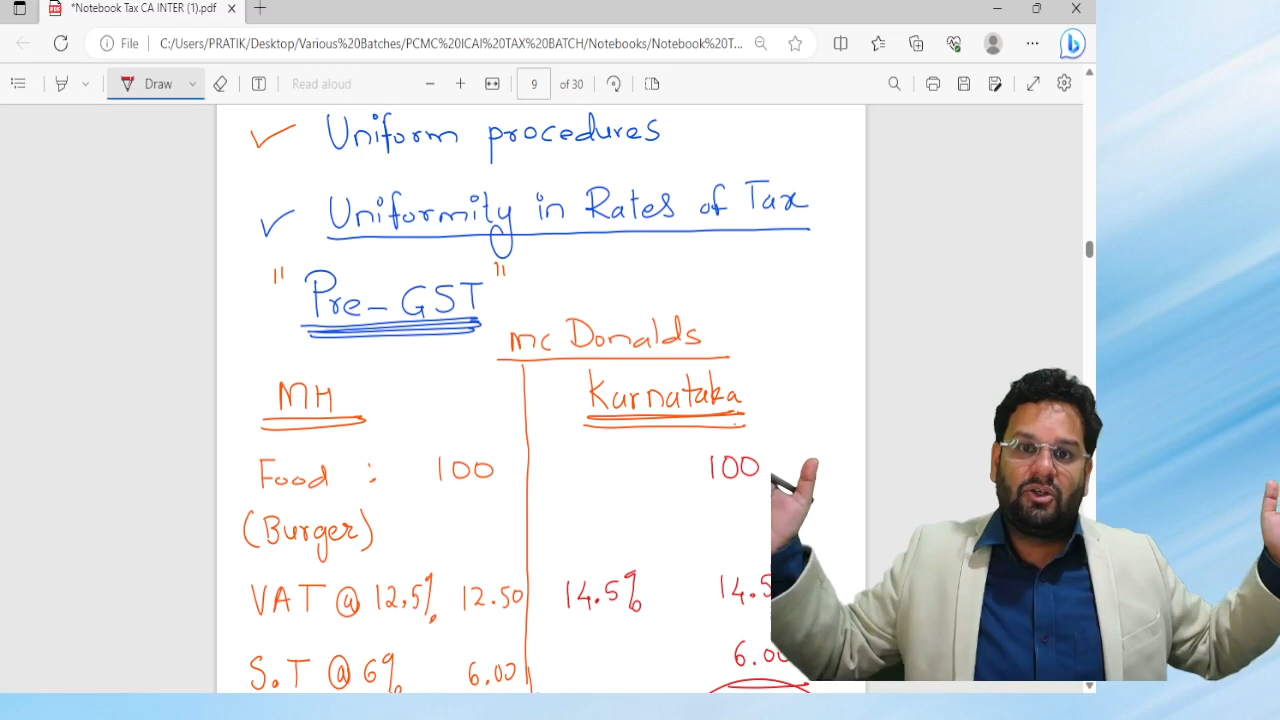 *Notebook Tax CA INTER (1).pdf
File C:/Users/PRATIK/Desktop/Various%20Batches/PCMC%20ICAI%20TAX%20BATCH/Notebooks/Notebook%20T...
Draw Read aloud 9 of 30
Uniform procedures
Uniformity in Rates of Tax
" Pre-GST "
mc Donalds
MH Karnataka
Food : 100 100
(Burger)
VAT @ 12.5% 12.50 14.5% 14.5
S.T @ 6% 6.00 6.00